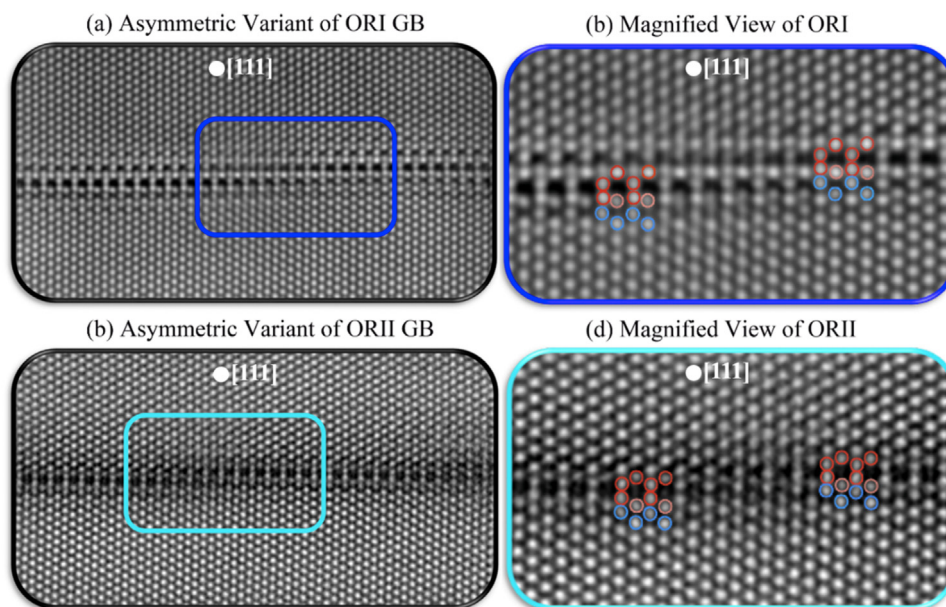 (a) Asymmetric Variant of ORI GB
(b) Magnified View of ORI
[111]
[111]
(b) Asymmetric Variant of ORII GB
(d) Magnified View of ORII
[111]
[111]